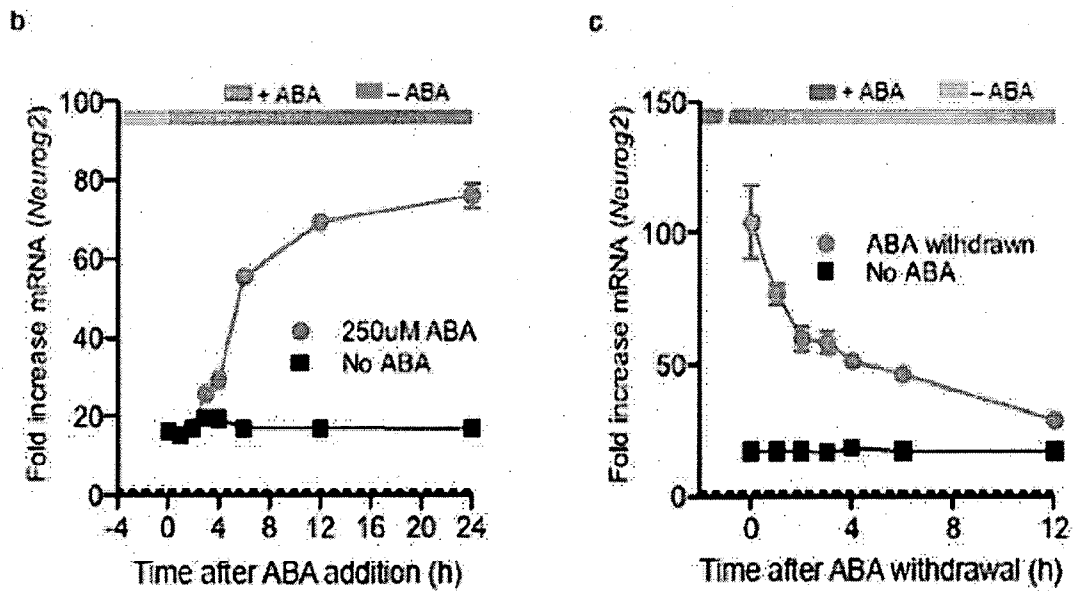 b
+ ABA – ABA
Fold increase mRNA (Neurog2)
100
80
60
40
20
0
250uM ABA
No ABA
-4 0 4 8 12 16 20 24
Time after ABA addition (h)
c
+ ABA – ABA
Fold increase mRNA (Neurog2)
150
100
50
0
ABA withdrawn
No ABA
0 4 8 12
Time after ABA withdrawal (h)